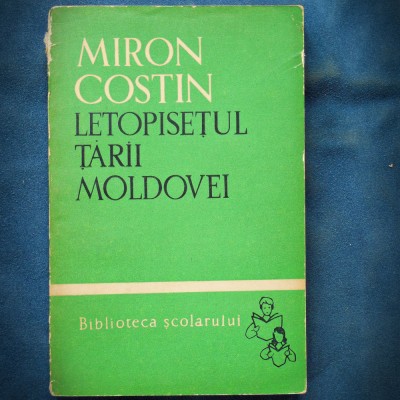 MIRON
COSTIN
LETOPISEȚUL
ȚĂRII
MOLDOVEI
Biblioteca școlarului